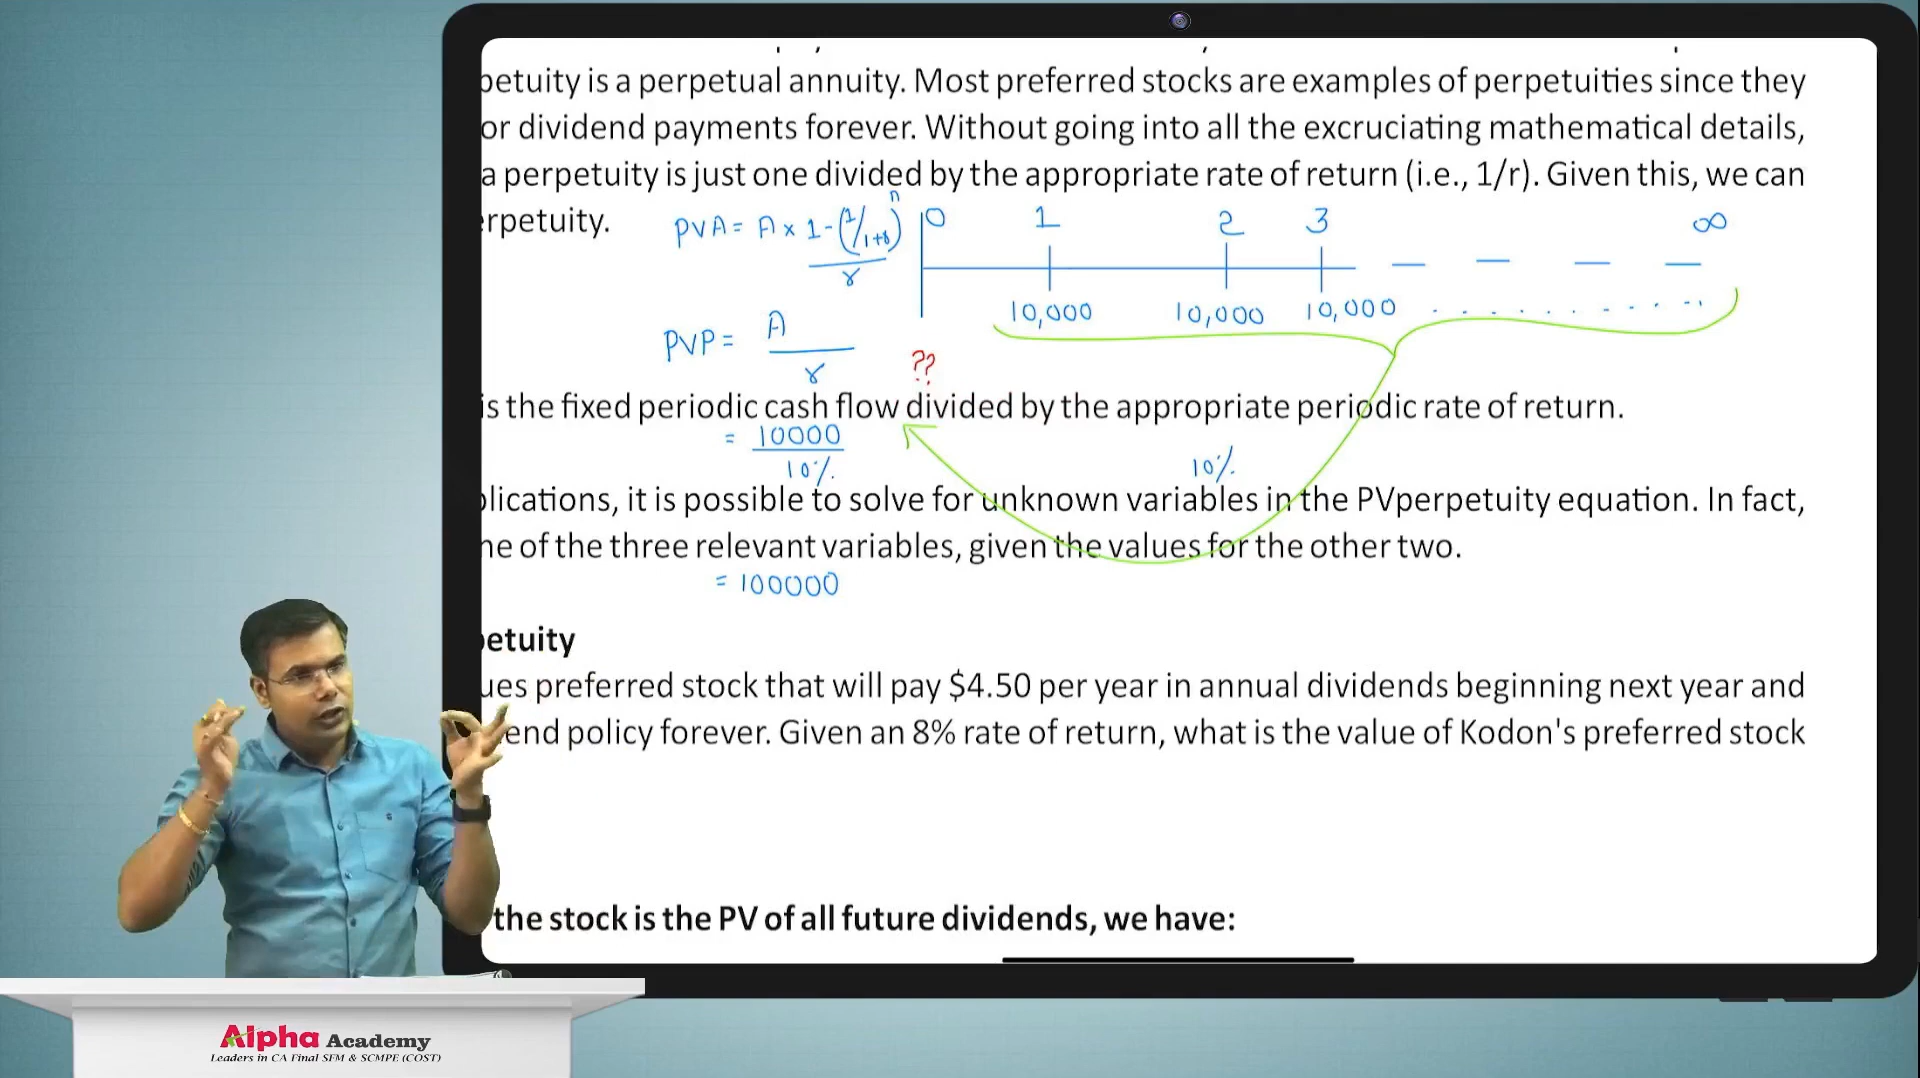 petuity is a perpetual annuity. Most preferred stocks are examples of perpetuities since they
or dividend payments forever. Without going into all the excruciating mathematical details,
a perpetuity is just one divided by the appropriate rate of return (i.e., 1/r). Given this, we can
erpetuity.
PVA = A x 1-(1/1+r)^n
r
0 1 2 3 ∞
10,000 10,000 10,000 . . . . . . . . . .
PVP = A
r
??
is the fixed periodic cash flow divided by the appropriate periodic rate of return.
= 10000
10%
10%
plications, it is possible to solve for unknown variables in the PVperpetuity equation. In fact,
ne of the three relevant variables, given the values for the other two.
= 100000
petuity
ues preferred stock that will pay $4.50 per year in annual dividends beginning next year and
end policy forever. Given an 8% rate of return, what is the value of Kodon's preferred stock
the stock is the PV of all future dividends, we have:
Alpha Academy
Leaders in CA Final SFM & SCMPE (COST)